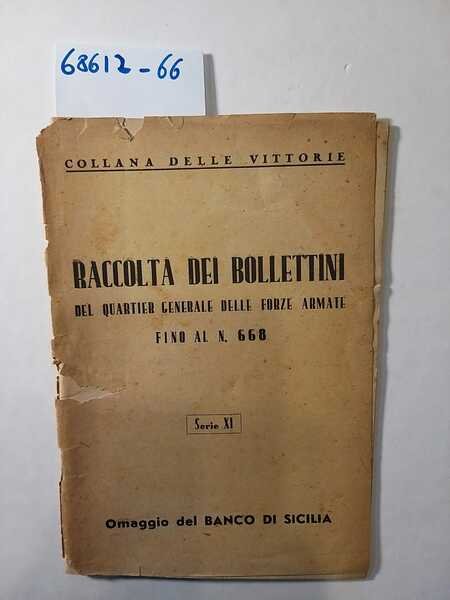 68612-66
COLLANA DELLE VITTORIE
RACCOLTA DEI BOLLETTINI
DEL QUARTIER GENERALE DELLE FORZE ARMATE
FINO AL N. 668
Serie XI
Omaggio del BANCO DI SICILIA